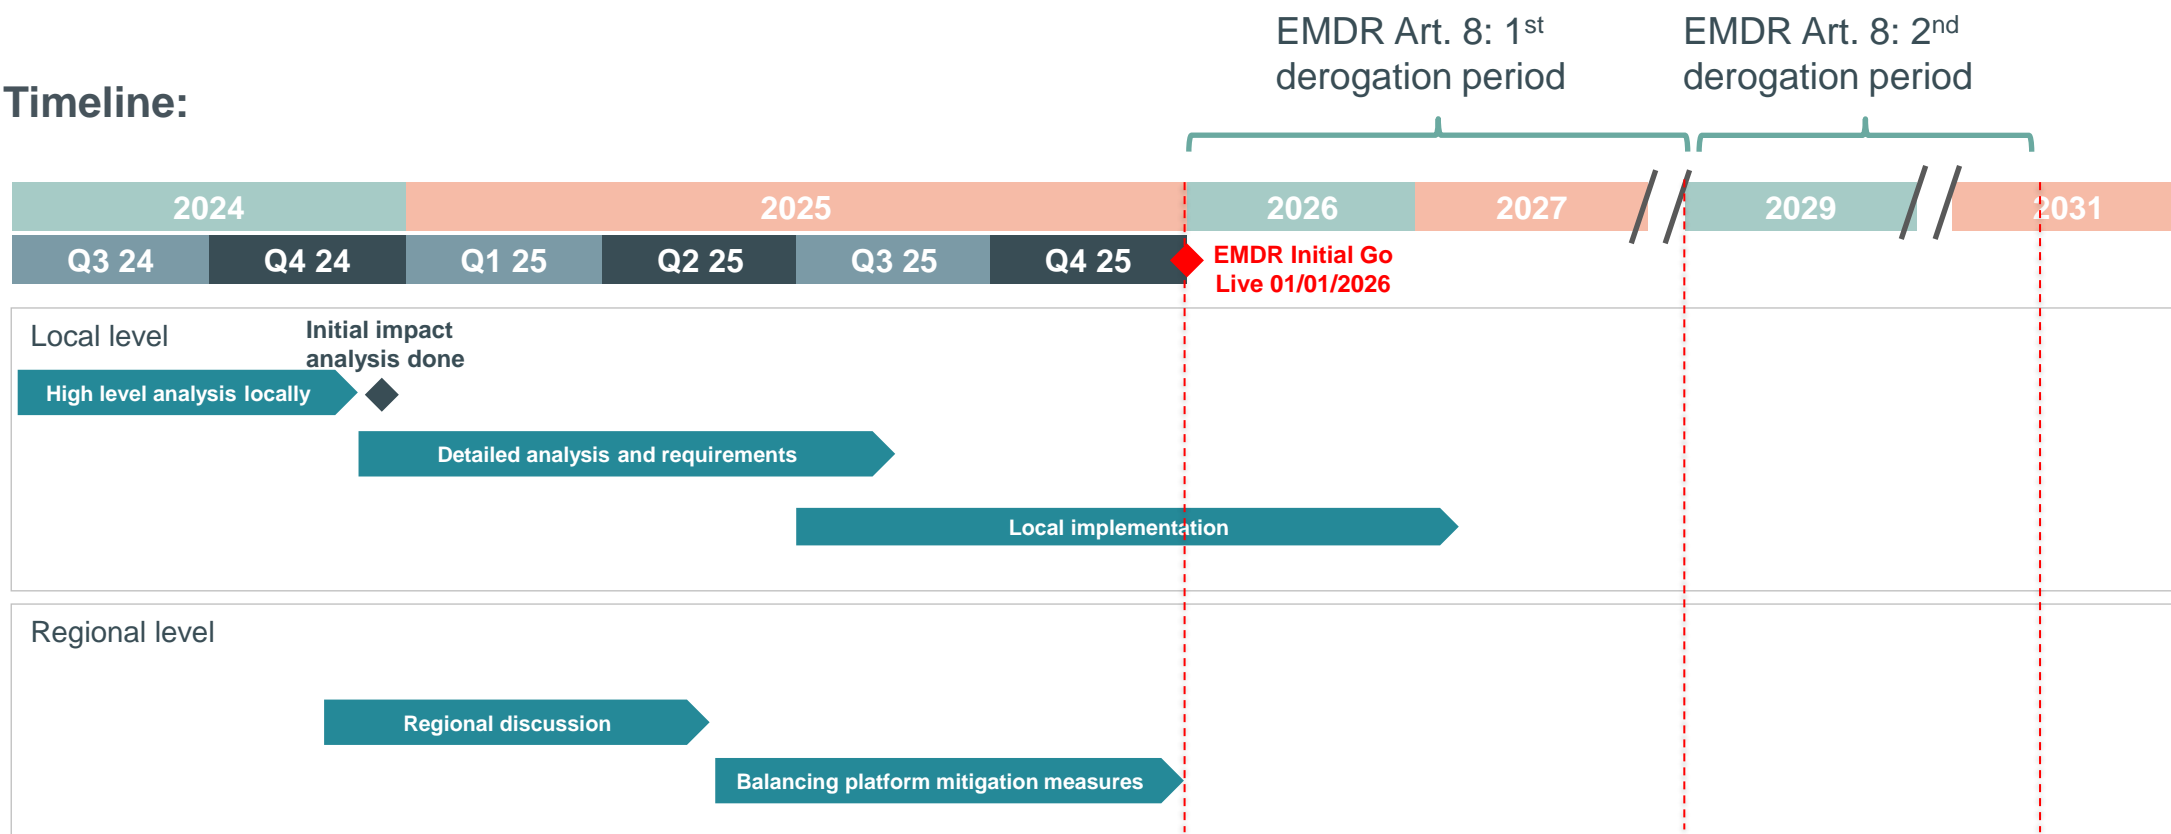 EMDR Art. 8: 1st
derogation period
EMDR Art. 8: 2nd
derogation period
Timeline:
2024
2025
2026
2027
2029
2031
Q3 24
Q4 24
Q1 25
Q2 25
Q3 25
Q4 25
EMDR Initial Go
Live 01/01/2026
Local level
Initial impact
analysis done
High level analysis locally
Detailed analysis and requirements
Local implementation
Regional level
Regional discussion
Balancing platform mitigation measures